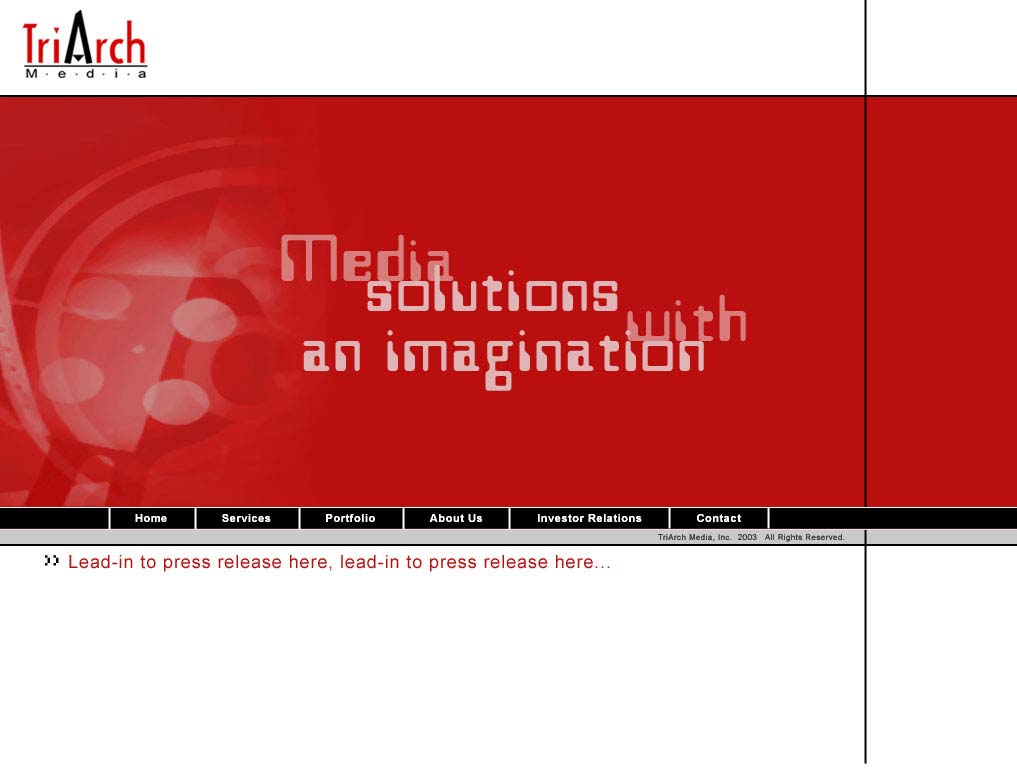 TriArch
M·e·d·i·a
Media
solutions
with
an imagination
Home Services Portfolio About Us Investor Relations Contact
TriArch Media, Inc. 2003 All Rights Reserved.
Lead-in to press release here, lead-in to press release here...